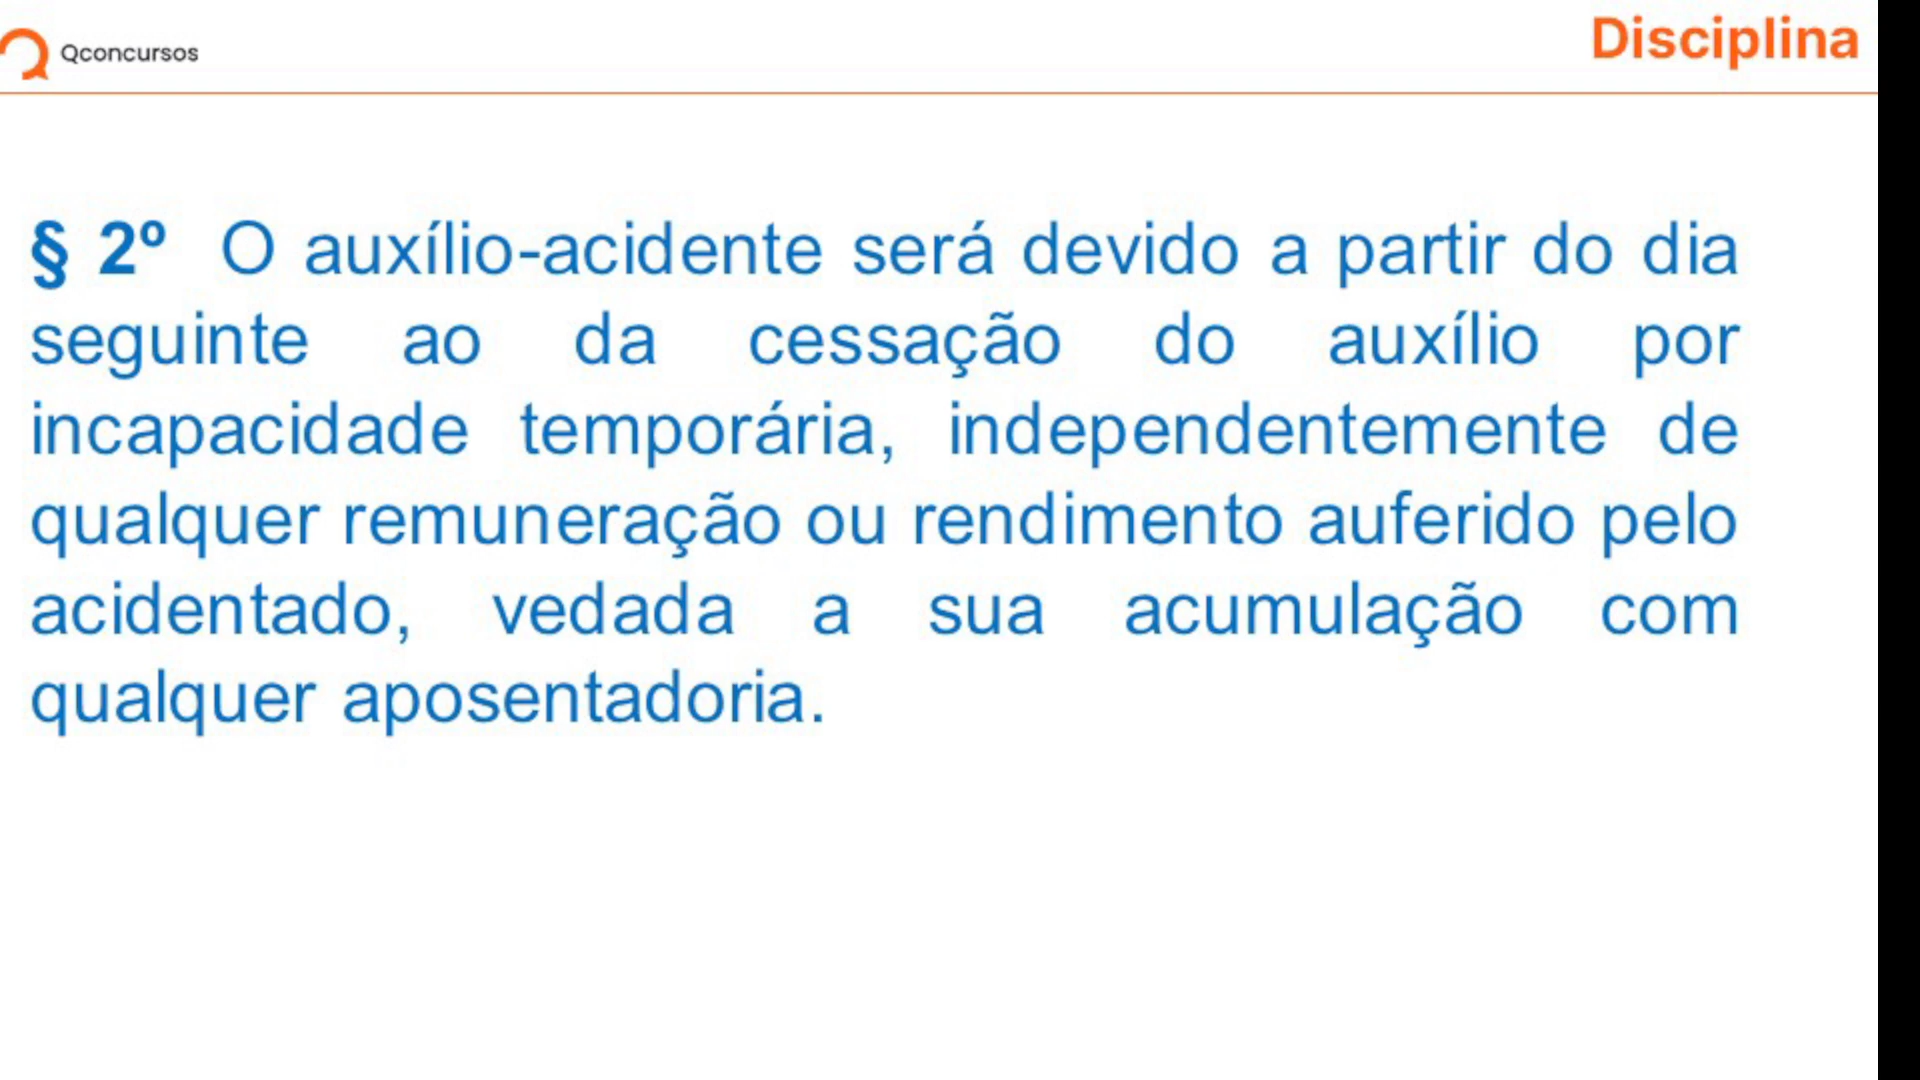 Qconcursos
Disciplina
§ 2º O auxílio-acidente será devido a partir do dia
seguinte ao da cessação do auxílio por
incapacidade temporária, independentemente de
qualquer remuneração ou rendimento auferido pelo
acidentado, vedada a sua acumulação com
qualquer aposentadoria.